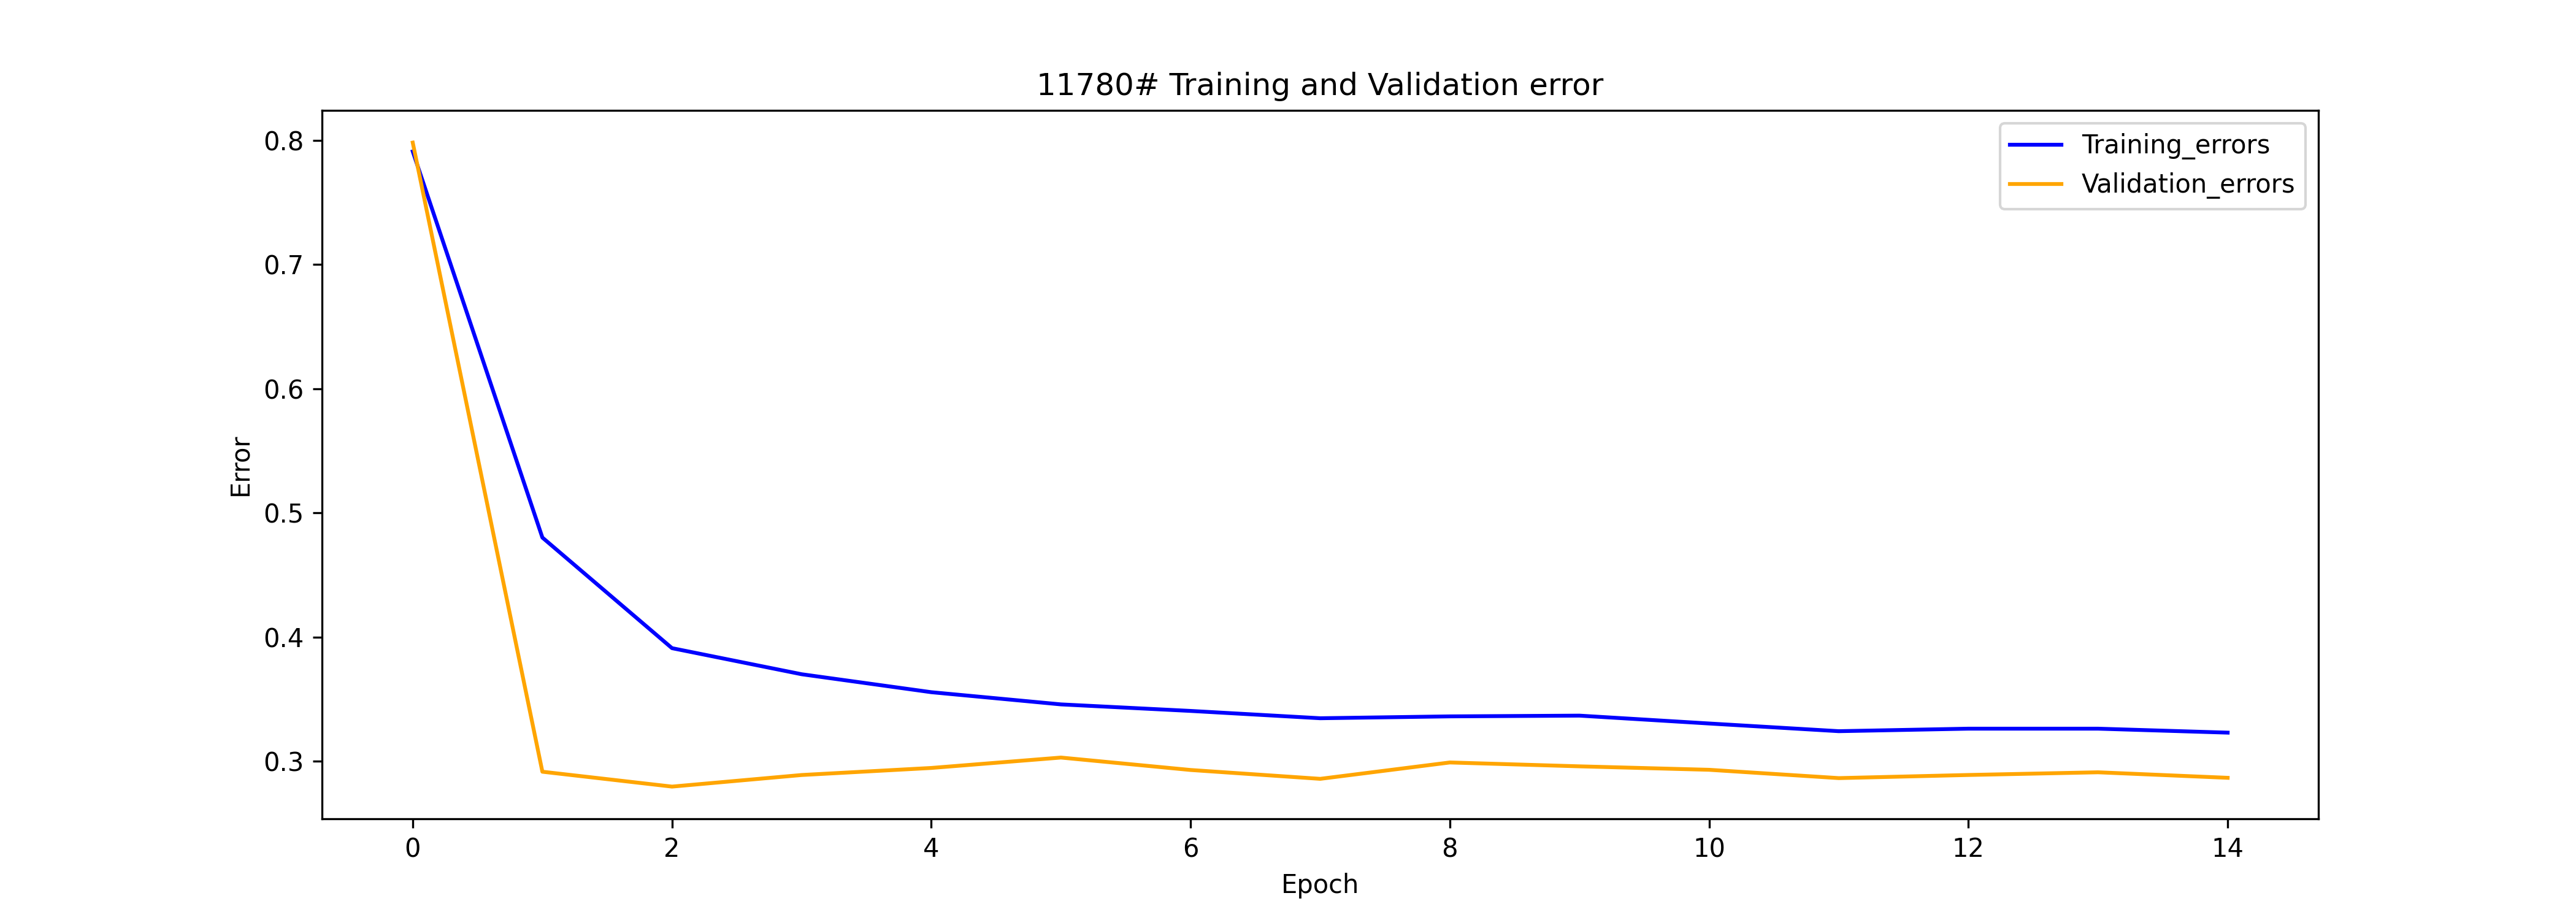 11780# Training and Validation error
Training_errors
Validation_errors
0.8
0.7
0.6
0.5
0.4
0.3
Error
0 2 4 6 8 10 12 14
Epoch